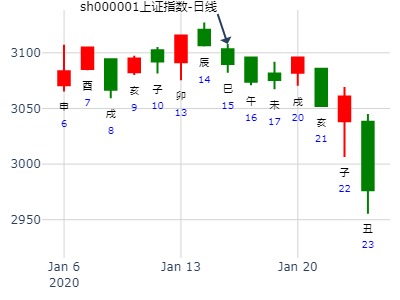 sh000001上证指数-日线
3100
3050
3000
2950
申
6
酉
7
戌
8
亥
9
子
10
卯
13
辰
14
巳
15
午
16
未
17
戌
20
亥
21
子
22
丑
23
Jan 6
2020
Jan 13
Jan 20